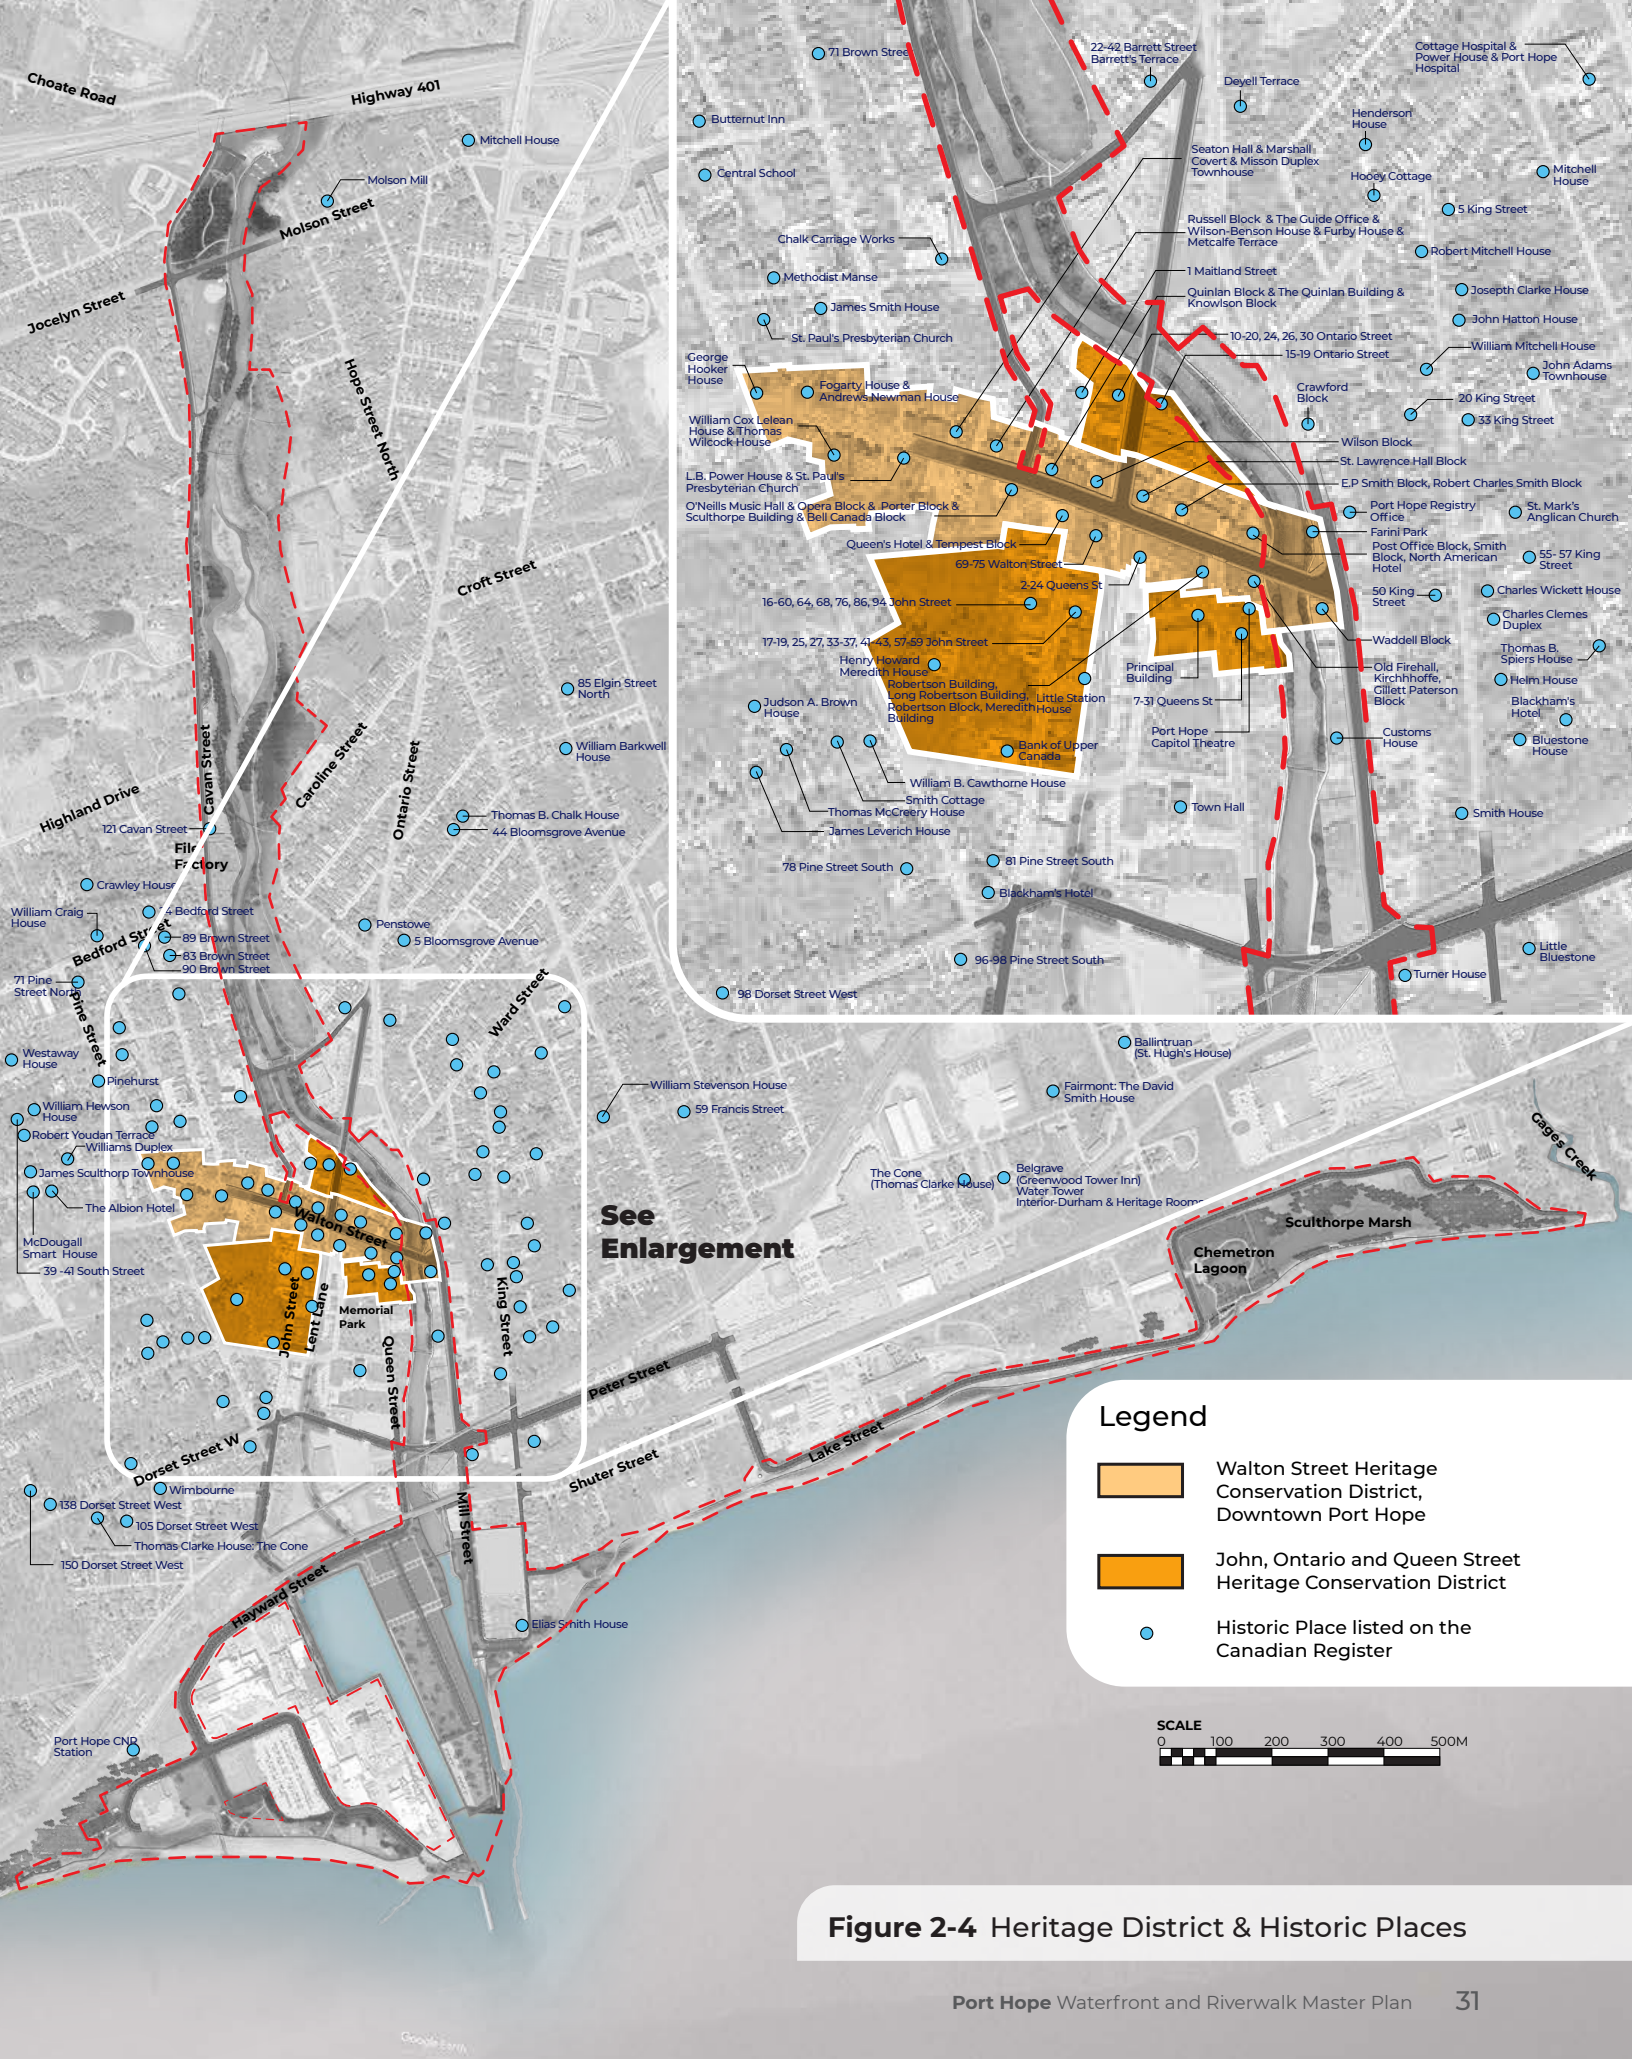 Choate Road
Highway 401
Mitchell House
Molson Mill
Molson Street
Jocelyn Street
Hope Street North
Croft Street
85 Elgin Street
North
William Barkwell
House
Cavan Street
Caroline Street
Ontario Street
Highland Drive
121 Cavan Street
File
Factory
Thomas B. Chalk House
44 Bloomsgrove Avenue
Crawley House
William Craig
House
74 Bedford Street
Bedford Street
89 Brown Street
83 Brown Street
90 Brown Street
Penstowe
5 Bloomsgrove Avenue
71 Pine
Street North
Pine Street
Ward Street
Westaway
House
Pinehurst
William Hewson
House
Robert Youdan Terrace
Williams Duplex
James Sculthorp Townhouse
The Albion Hotel
McDougall
Smart House
39 -41 South Street
Walton Street
John Street
Lent Lane
Memorial
Park
Queen Street
King Street
William Stevenson House
59 Francis Street
See
Enlargement
Peter Street
Shuter Street
Dorset Street W
Wimbourne
138 Dorset Street West
105 Dorset Street West
Thomas Clarke House: The Cone
150 Dorset Street West
Mill Street
Hayward Street
Elias Smith House
Port Hope CNR
Station
Lake Street
Ballintruan
(St. Hugh's House)
Fairmont: The David
Smith House
The Cone
(Thomas Clarke House)
Belgrave
(Greenwood Tower Inn)
Water Tower
Interior-Durham & Heritage Rooms
Gages Creek
Sculthorpe Marsh
Chemetron
Lagoon
71 Brown Stree
22-42 Barrett Street
Barrett's Terrace
Deyell Terrace
Cottage Hospital &
Power House & Port Hope
Hospital
Butternut Inn
Henderson
House
Central School
Seaton Hall & Marshall
Covert & Misson Duplex
Townhouse
Hooey Cottage
Mitchell
House
5 King Street
Chalk Carriage Works
Russell Block & The Guide Office &
Wilson-Benson House & Furby House &
Metcalfe Terrace
Robert Mitchell House
Methodist Manse
1 Maitland Street
James Smith House
Quinlan Block & The Quinlan Building &
Knowlson Block
Josepth Clarke House
John Hatton House
St. Paul's Presbyterian Church
10-20, 24, 26, 30 Ontario Street
15-19 Ontario Street
William Mitchell House
George
Hooker
House
John Adams
Townhouse
Fogarty House &
Andrews Newman House
Crawford
Block
20 King Street
33 King Street
William Cox Lelean
House & Thomas
Wilcock House
Wilson Block
St. Lawrence Hall Block
L.B. Power House & St. Paul's
Presbyterian Church
E.P Smith Block, Robert Charles Smith Block
O'Neills Music Hall & Opera Block & Porter Block &
Sculthorpe Building & Bell Canada Block
Port Hope Registry
Office
St. Mark's
Anglican Church
Farini Park
Queen's Hotel & Tempest Block
Post Office Block, Smith
Block, North American
Hotel
55- 57 King
Street
69-75 Walton Street
2-24 Queens St
50 King
Street
Charles Wickett House
16-60, 64, 68, 76, 86, 94 John Street
Charles Clemes
Duplex
17-19, 25, 27, 33-37, 41-43, 57-59 John Street
Waddell Block
Thomas B.
Spiers House
Henry Howard
Meredith House
Robertson Building,
Long Robertson Building,
Robertson Block, Meredith
Building
Little Station
House
Principal
Building
Old Firehall,
Kirchhhoffe,
Gillett Paterson
Block
Helm House
7-31 Queens St
Blackham's
Hotel
Judson A. Brown
House
Port Hope
Capitol Theatre
Customs
House
Bluestone
House
Bank of Upper
Canada
William B. Cawthorne House
Smith Cottage
Thomas McCreery House
James Leverich House
Town Hall
Smith House
78 Pine Street South
81 Pine Street South
Blackham's Hotel
96-98 Pine Street South
98 Dorset Street West
Little
Bluestone
Turner House
Legend
Walton Street Heritage
Conservation District,
Downtown Port Hope
John, Ontario and Queen Street
Heritage Conservation District
Historic Place listed on the
Canadian Register
SCALE
0 100 200 300 400 500M
Figure 2-4 Heritage District & Historic Places
Port Hope Waterfront and Riverwalk Master Plan 31
Google Earth